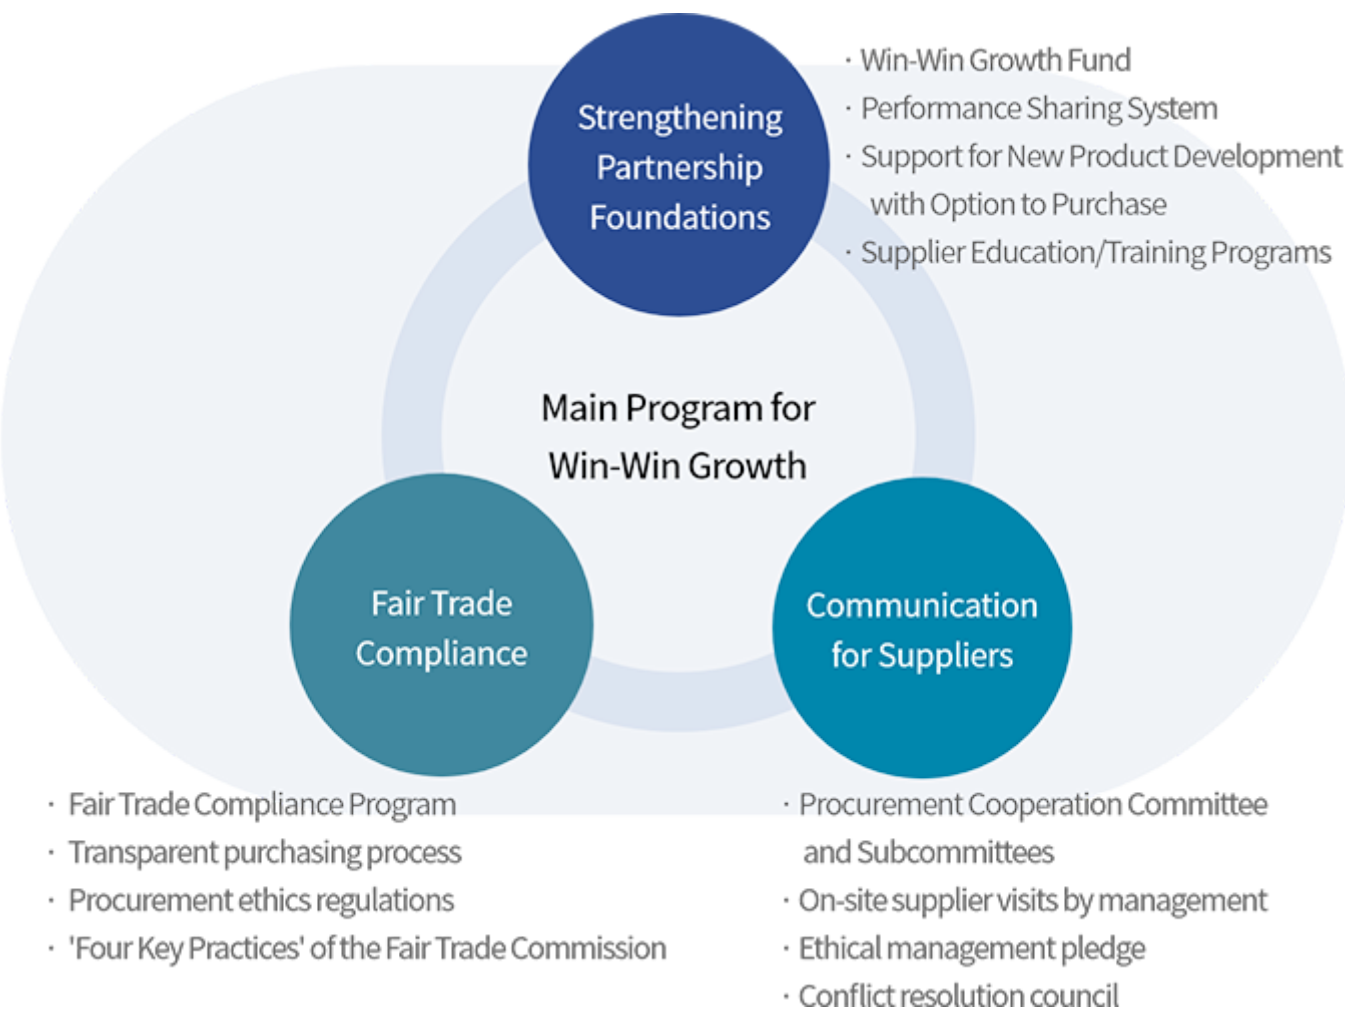 Strengthening
Partnership
Foundations
· Win-Win Growth Fund
· Performance Sharing System
· Support for New Product Development
with Option to Purchase
· Supplier Education/Training Programs
Main Program for
Win-Win Growth
Fair Trade
Compliance
Communication
for Suppliers
· Fair Trade Compliance Program
· Transparent purchasing process
· Procurement ethics regulations
· 'Four Key Practices' of the Fair Trade Commission
· Procurement Cooperation Committee
and Subcommittees
· On-site supplier visits by management
· Ethical management pledge
· Conflict resolution council